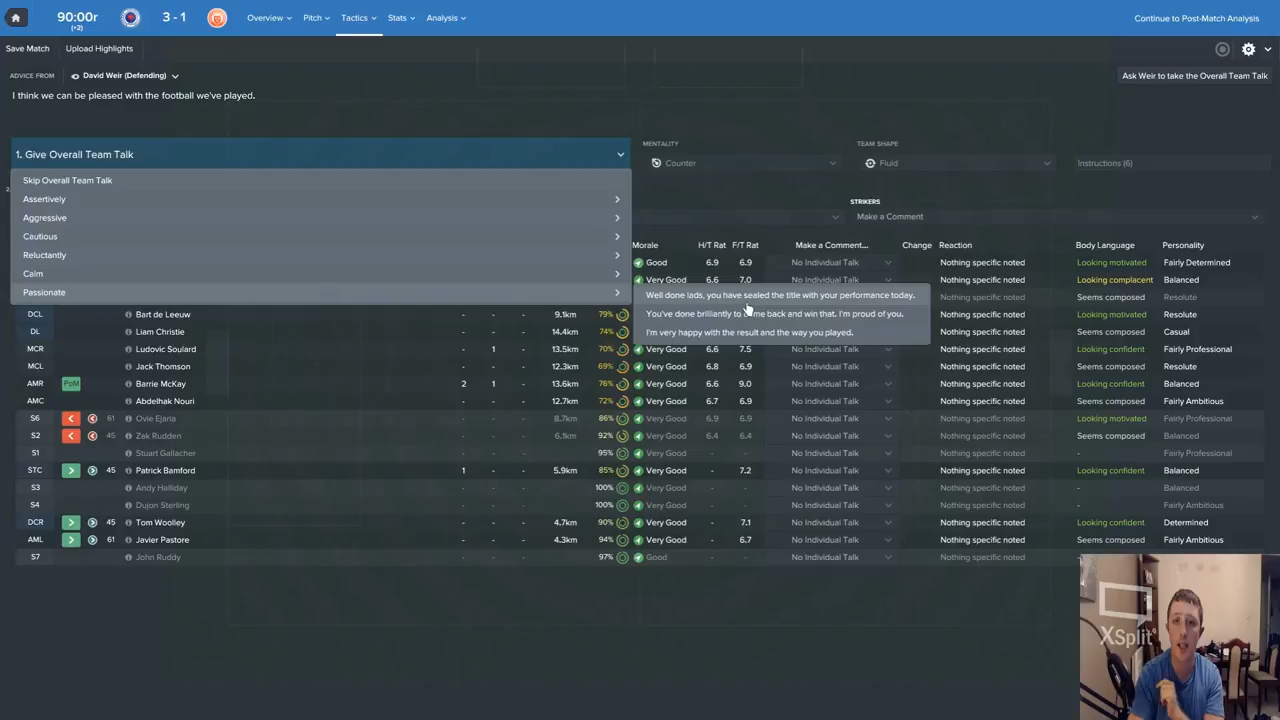 90:00r
(+2)
3 - 1
Overview
Pitch
Tactics
Stats
Analysis
Continue to Post-Match Analysis
Save Match
Upload Highlights
ADVICE FROM
David Weir (Defending)
Ask Weir to take the Overall Team Talk
I think we can be pleased with the football we've played.
1. Give Overall Team Talk
Skip Overall Team Talk
Assertively
Aggressive
Cautious
Reluctantly
Calm
Passionate
MENTALITY
TEAM SHAPE
Counter
Fluid
Instructions (6)
STRIKERS
Make a Comment
Morale H/T Rat F/T Rat Make a Comment... Change Reaction Body Language Personality
Good 6.9 6.9 No Individual Talk Nothing specific noted Looking motivated Fairly Determined
Very Good 6.6 7.0 No Individual Talk Nothing specific noted Looking complacent Balanced
Well done lads, you have sealed the title with your performance today.
You've done brilliantly to come back and win that. I'm proud of you.
I'm very happy with the result and the way you played.
Nothing specific noted Seems composed Resolute
DCL Bart de Leeuw 9.1km 79% Nothing specific noted Looking motivated Resolute
DL Liam Christie 14.4km 74% Nothing specific noted Seems composed Casual
MCR Ludovic Soulard 1 13.5km 70% Very Good 6.6 7.5 No Individual Talk Nothing specific noted Looking confident Fairly Professional
MCL Jack Thomson 12.3km 69% Very Good 6.8 6.9 No Individual Talk Nothing specific noted Seems composed Resolute
AMR PoM Barrie McKay 2 1 13.6km 76% Very Good 6.6 9.0 No Individual Talk Nothing specific noted Looking confident Balanced
AMC Abdelhak Nouri 12.7km 72% Very Good 6.7 6.9 No Individual Talk Nothing specific noted Seems composed Fairly Ambitious
S6 61 Ovie Ejaria - - 8.7km 86% Very Good 6.9 6.9 No Individual Talk Nothing specific noted Looking motivated Fairly Professional
S2 45 Zak Rudden - - 6.1km 92% Very Good 6.4 6.4 No Individual Talk Nothing specific noted Seems composed Balanced
S1 Stuart Gallacher - - - 95% Very Good - - No Individual Talk Nothing specific noted - Fairly Professional
STC 45 Patrick Bamford 1 - 5.9km 85% Very Good - 7.2 No Individual Talk Nothing specific noted Looking confident Balanced
S3 Andy Halliday - - - 100% Very Good - - No Individual Talk Nothing specific noted - Balanced
S4 Dujon Sterling - - - 100% Very Good - - No Individual Talk Nothing specific noted - Fairly Ambitious
DCR 45 Tom Woolley - - 4.7km 90% Very Good - 7.1 No Individual Talk Nothing specific noted Looking confident Determined
AML 61 Javier Pastore - - 4.3km 94% Very Good - 6.7 No Individual Talk Nothing specific noted Seems composed Fairly Ambitious
S7 John Ruddy - - - 97% Good - - No Individual Talk Nothing specific noted
XSplit